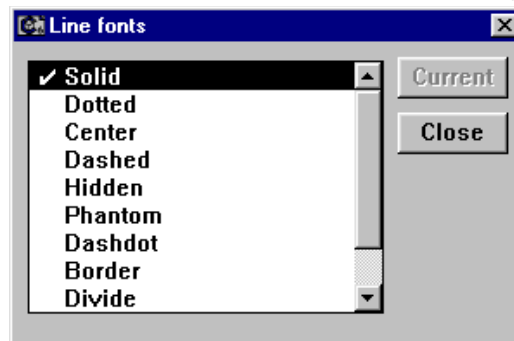 Line fonts
✓ Solid
Dotted
Center
Dashed
Hidden
Phantom
Dashdot
Border
Divide
Current
Close